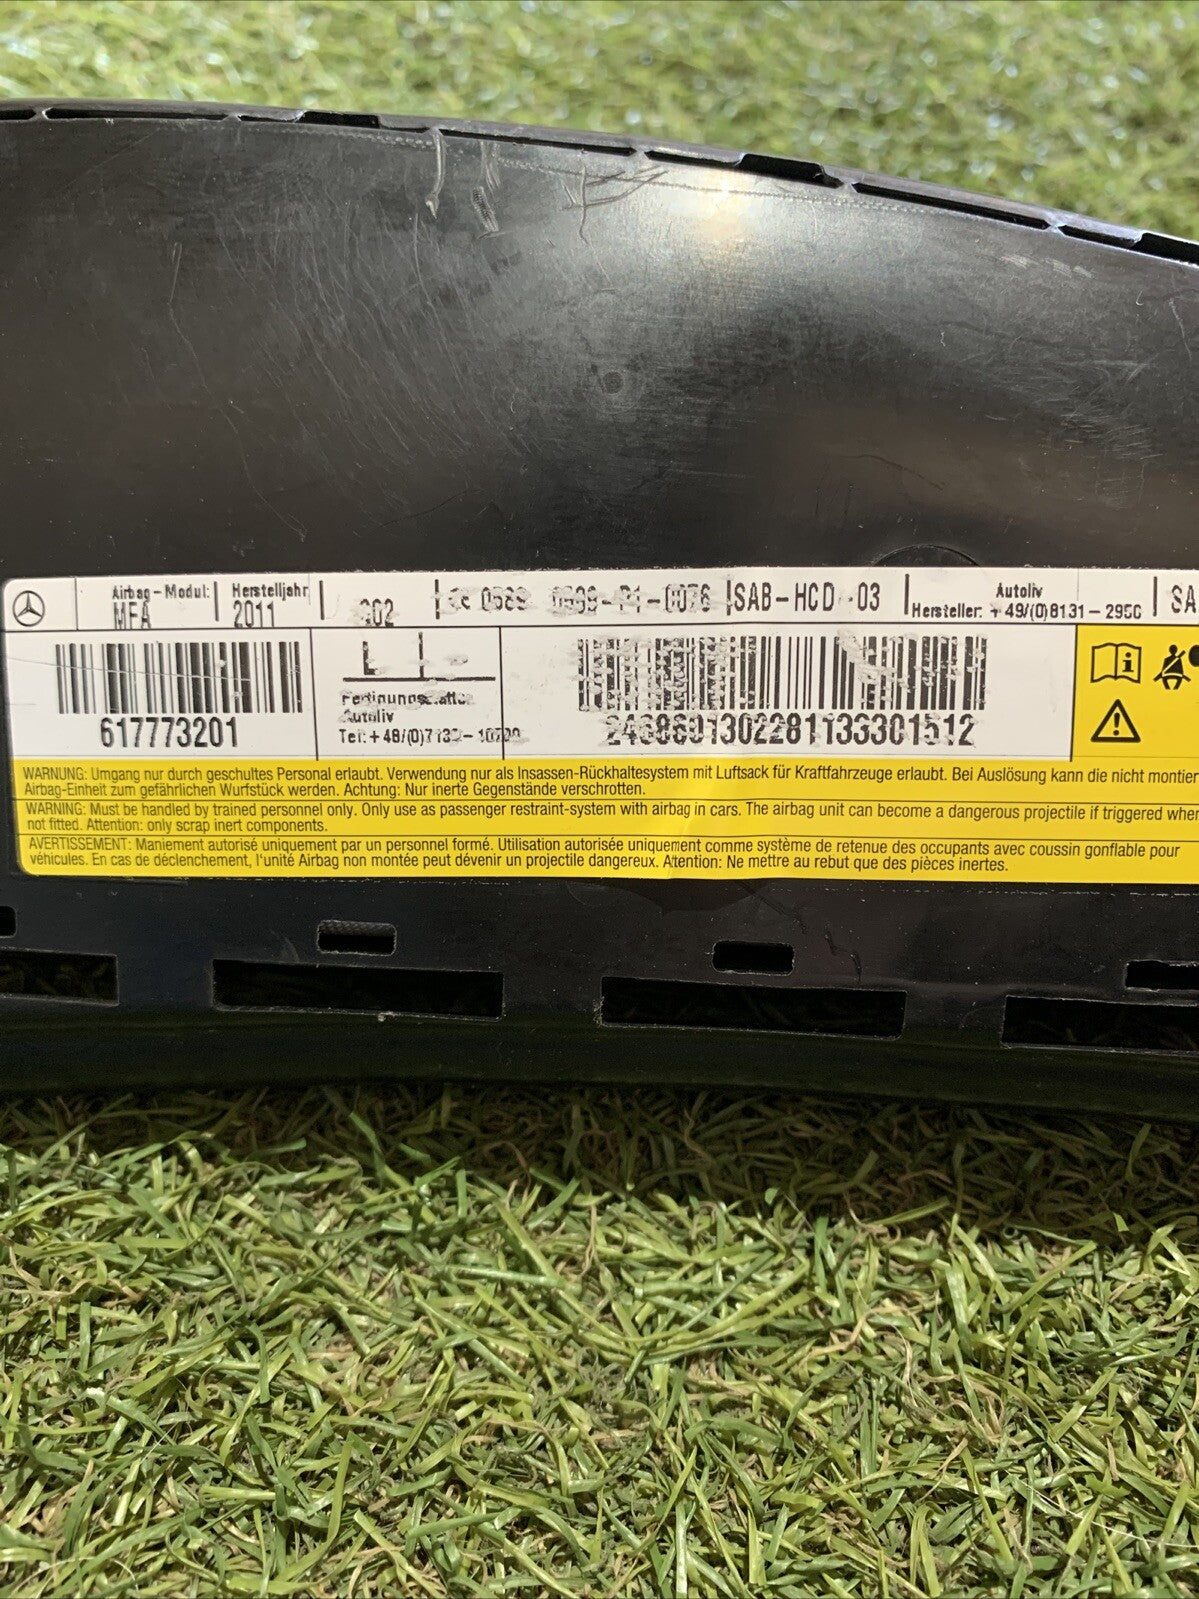 Airbag-Modul: Herstelljahr Autoliv
MFA 2011 SAB-HCD -03 Hersteller: +49/(0)8131-2950 SA
617773201
Autoliv
WARNUNG: Umgang nur durch geschultes Personal erlaubt. Verwendung nur als Insassen-Rückhaltesystem mit Luftsack für Kraftfahrzeuge erlaubt. Bei Auslösung kann die nicht montier
Airbag-Einheit zum gefährlichen Wurfstück werden. Achtung: Nur inerte Gegenstände verschrotten.
WARNING: Must be handled by trained personnel only. Only use as passenger restraint-system with airbag in cars. The airbag unit can become a dangerous projectile if triggered when
not fitted. Attention: only scrap inert components.
AVERTISSEMENT: Maniement autorisé uniquement par un personnel formé. Utilisation autorisée uniquement comme système de retenue des occupants avec coussin gonflable pour
véhicules. En cas de déclenchement, l'unité Airbag non montée peut dévenir un projectile dangereux. Attention: Ne mettre au rebut que des pièces inertes.